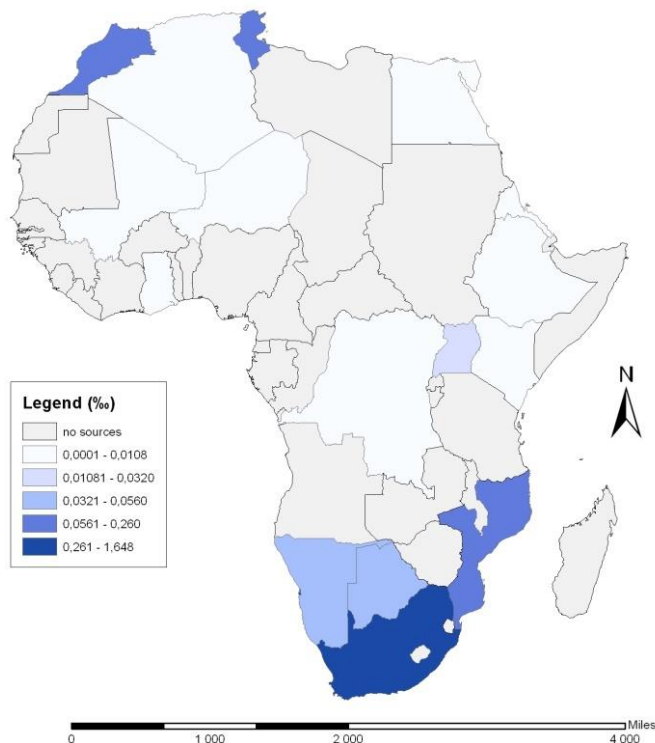 N
Legend (‰)
no sources
0,0001 - 0,0108
0,01081 - 0,0320
0,0321 - 0,0560
0,0561 - 0,260
0,261 - 1,648
Miles
0 1 000 2 000 4 000